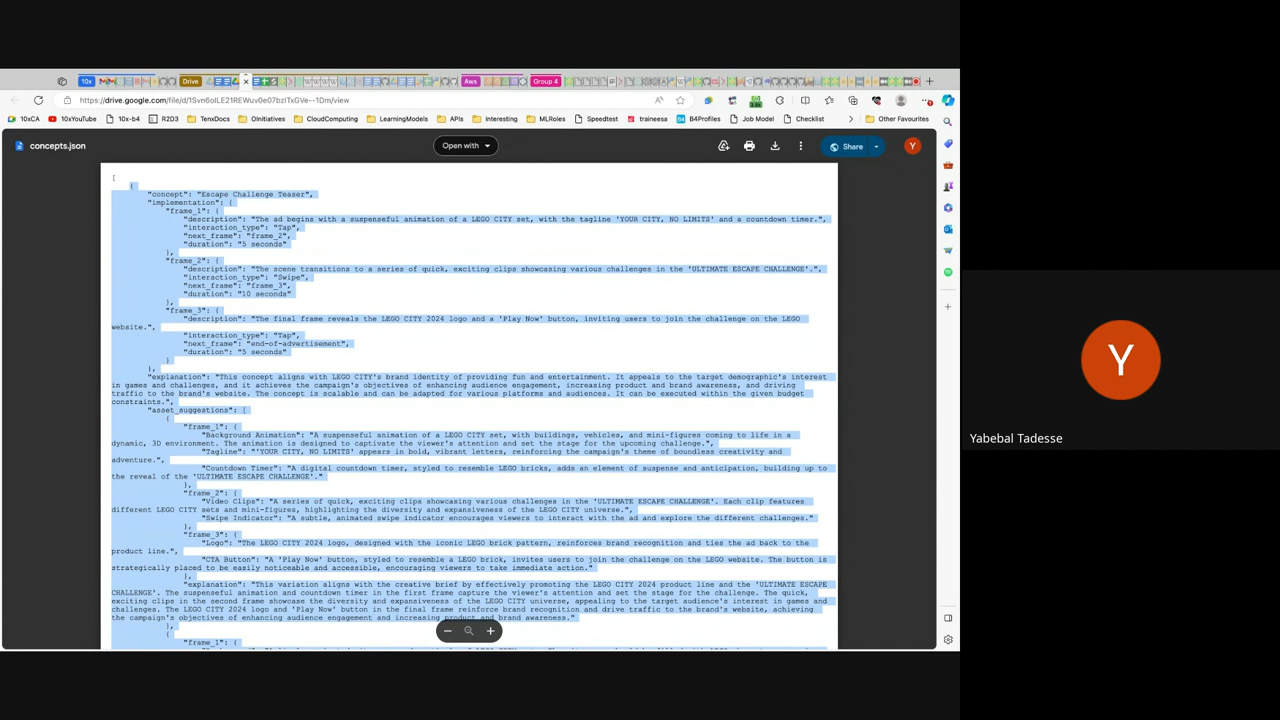 10x
Drive
Aws
Group 4
https://drive.google.com/file/d/1Svn6olLE21REWuv0e07bzITxGVe--1Dm/view
10xCA
10xYouTube
10x-b4
R2D3
TenxDocs
OInitiatives
CloudComputing
LearningModels
APIs
Interesting
MLRoles
Speedtest
traineesa
B4Profiles
Job Model
Checklist
Other Favourites
concepts.json
Open with
Share
Y
[
{
"concept": "Escape Challenge Teaser",
"implementation": {
"frame_1": {
"description": "The ad begins with a suspenseful animation of a LEGO CITY set, with the tagline 'YOUR CITY, NO LIMITS' and a countdown timer.",
"interaction_type": "Tap",
"next_frame": "frame_2",
"duration": "5 seconds"
},
"frame_2": {
"description": "The scene transitions to a series of quick, exciting clips showcasing various challenges in the 'ULTIMATE ESCAPE CHALLENGE'.",
"interaction_type": "Swipe",
"next_frame": "frame_3",
"duration": "10 seconds"
},
"frame_3": {
"description": "The final frame reveals the LEGO CITY 2024 logo and a 'Play Now' button, inviting users to join the challenge on the LEGO
website.",
"interaction_type": "Tap",
"next_frame": "end-of-advertisement",
"duration": "5 seconds"
}
},
"explanation": "This concept aligns with LEGO CITY's brand identity of providing fun and entertainment. It appeals to the target demographic's interest
in games and challenges, and it achieves the campaign's objectives of enhancing audience engagement, increasing product and brand awareness, and driving
traffic to the brand's website. The concept is scalable and can be adapted for various platforms and audiences. It can be executed within the given budget
constraints.",
"asset_suggestions": [
{
"frame_1": {
"Background Animation": "A suspenseful animation of a LEGO CITY set, with buildings, vehicles, and mini-figures coming to life in a
dynamic, 3D environment. The animation is designed to captivate the viewer's attention and set the stage for the upcoming challenge.",
"Tagline": "'YOUR CITY, NO LIMITS' appears in bold, vibrant letters, reinforcing the campaign's theme of boundless creativity and
adventure.",
"Countdown Timer": "A digital countdown timer, styled to resemble LEGO bricks, adds an element of suspense and anticipation, building up to
the reveal of the 'ULTIMATE ESCAPE CHALLENGE'."
},
"frame_2": {
"Video Clips": "A series of quick, exciting clips showcasing various challenges in the 'ULTIMATE ESCAPE CHALLENGE'. Each clip features
different LEGO CITY sets and mini-figures, highlighting the diversity and expansiveness of the LEGO CITY universe.",
"Swipe Indicator": "A subtle, animated swipe indicator encourages viewers to interact with the ad and explore the different challenges."
},
"frame_3": {
"Logo": "The LEGO CITY 2024 logo, designed with the iconic LEGO brick pattern, reinforces brand recognition and ties the ad back to the
product line.",
"CTA Button": "A 'Play Now' button, styled to resemble a LEGO brick, invites users to join the challenge on the LEGO website. The button is
strategically placed to be easily noticeable and accessible, encouraging viewers to take immediate action."
},
"explanation": "This variation aligns with the creative brief by effectively promoting the LEGO CITY 2024 product line and the 'ULTIMATE ESCAPE
CHALLENGE'. The suspenseful animation and countdown timer in the first frame capture the viewer's attention and set the stage for the challenge. The quick,
exciting clips in the second frame showcase the diversity and expansiveness of the LEGO CITY universe, appealing to the target audience's interest in games and
challenges. The LEGO CITY 2024 logo and 'Play Now' button in the final frame reinforce brand recognition and drive traffic to the brand's website, achieving
the campaign's objectives of enhancing audience engagement and increasing product and brand awareness."
},
{
"frame_1": {
Y
Yabebal Tadesse